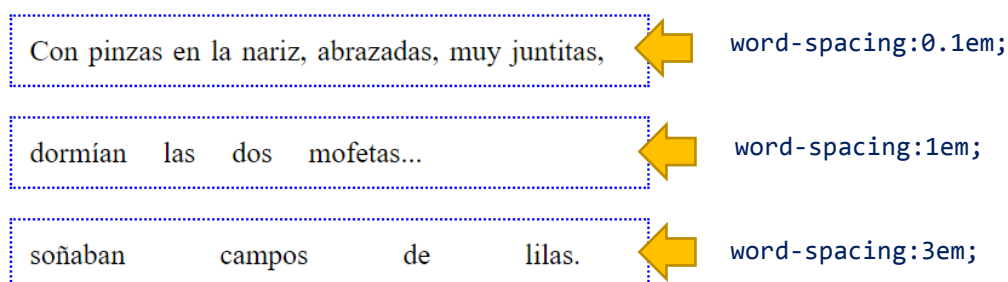 Con pinzas en la nariz, abrazadas, muy juntitas, word-spacing:0.1em;
dormían las dos mofetas... word-spacing:1em;
soñaban campos de lilas. word-spacing:3em;